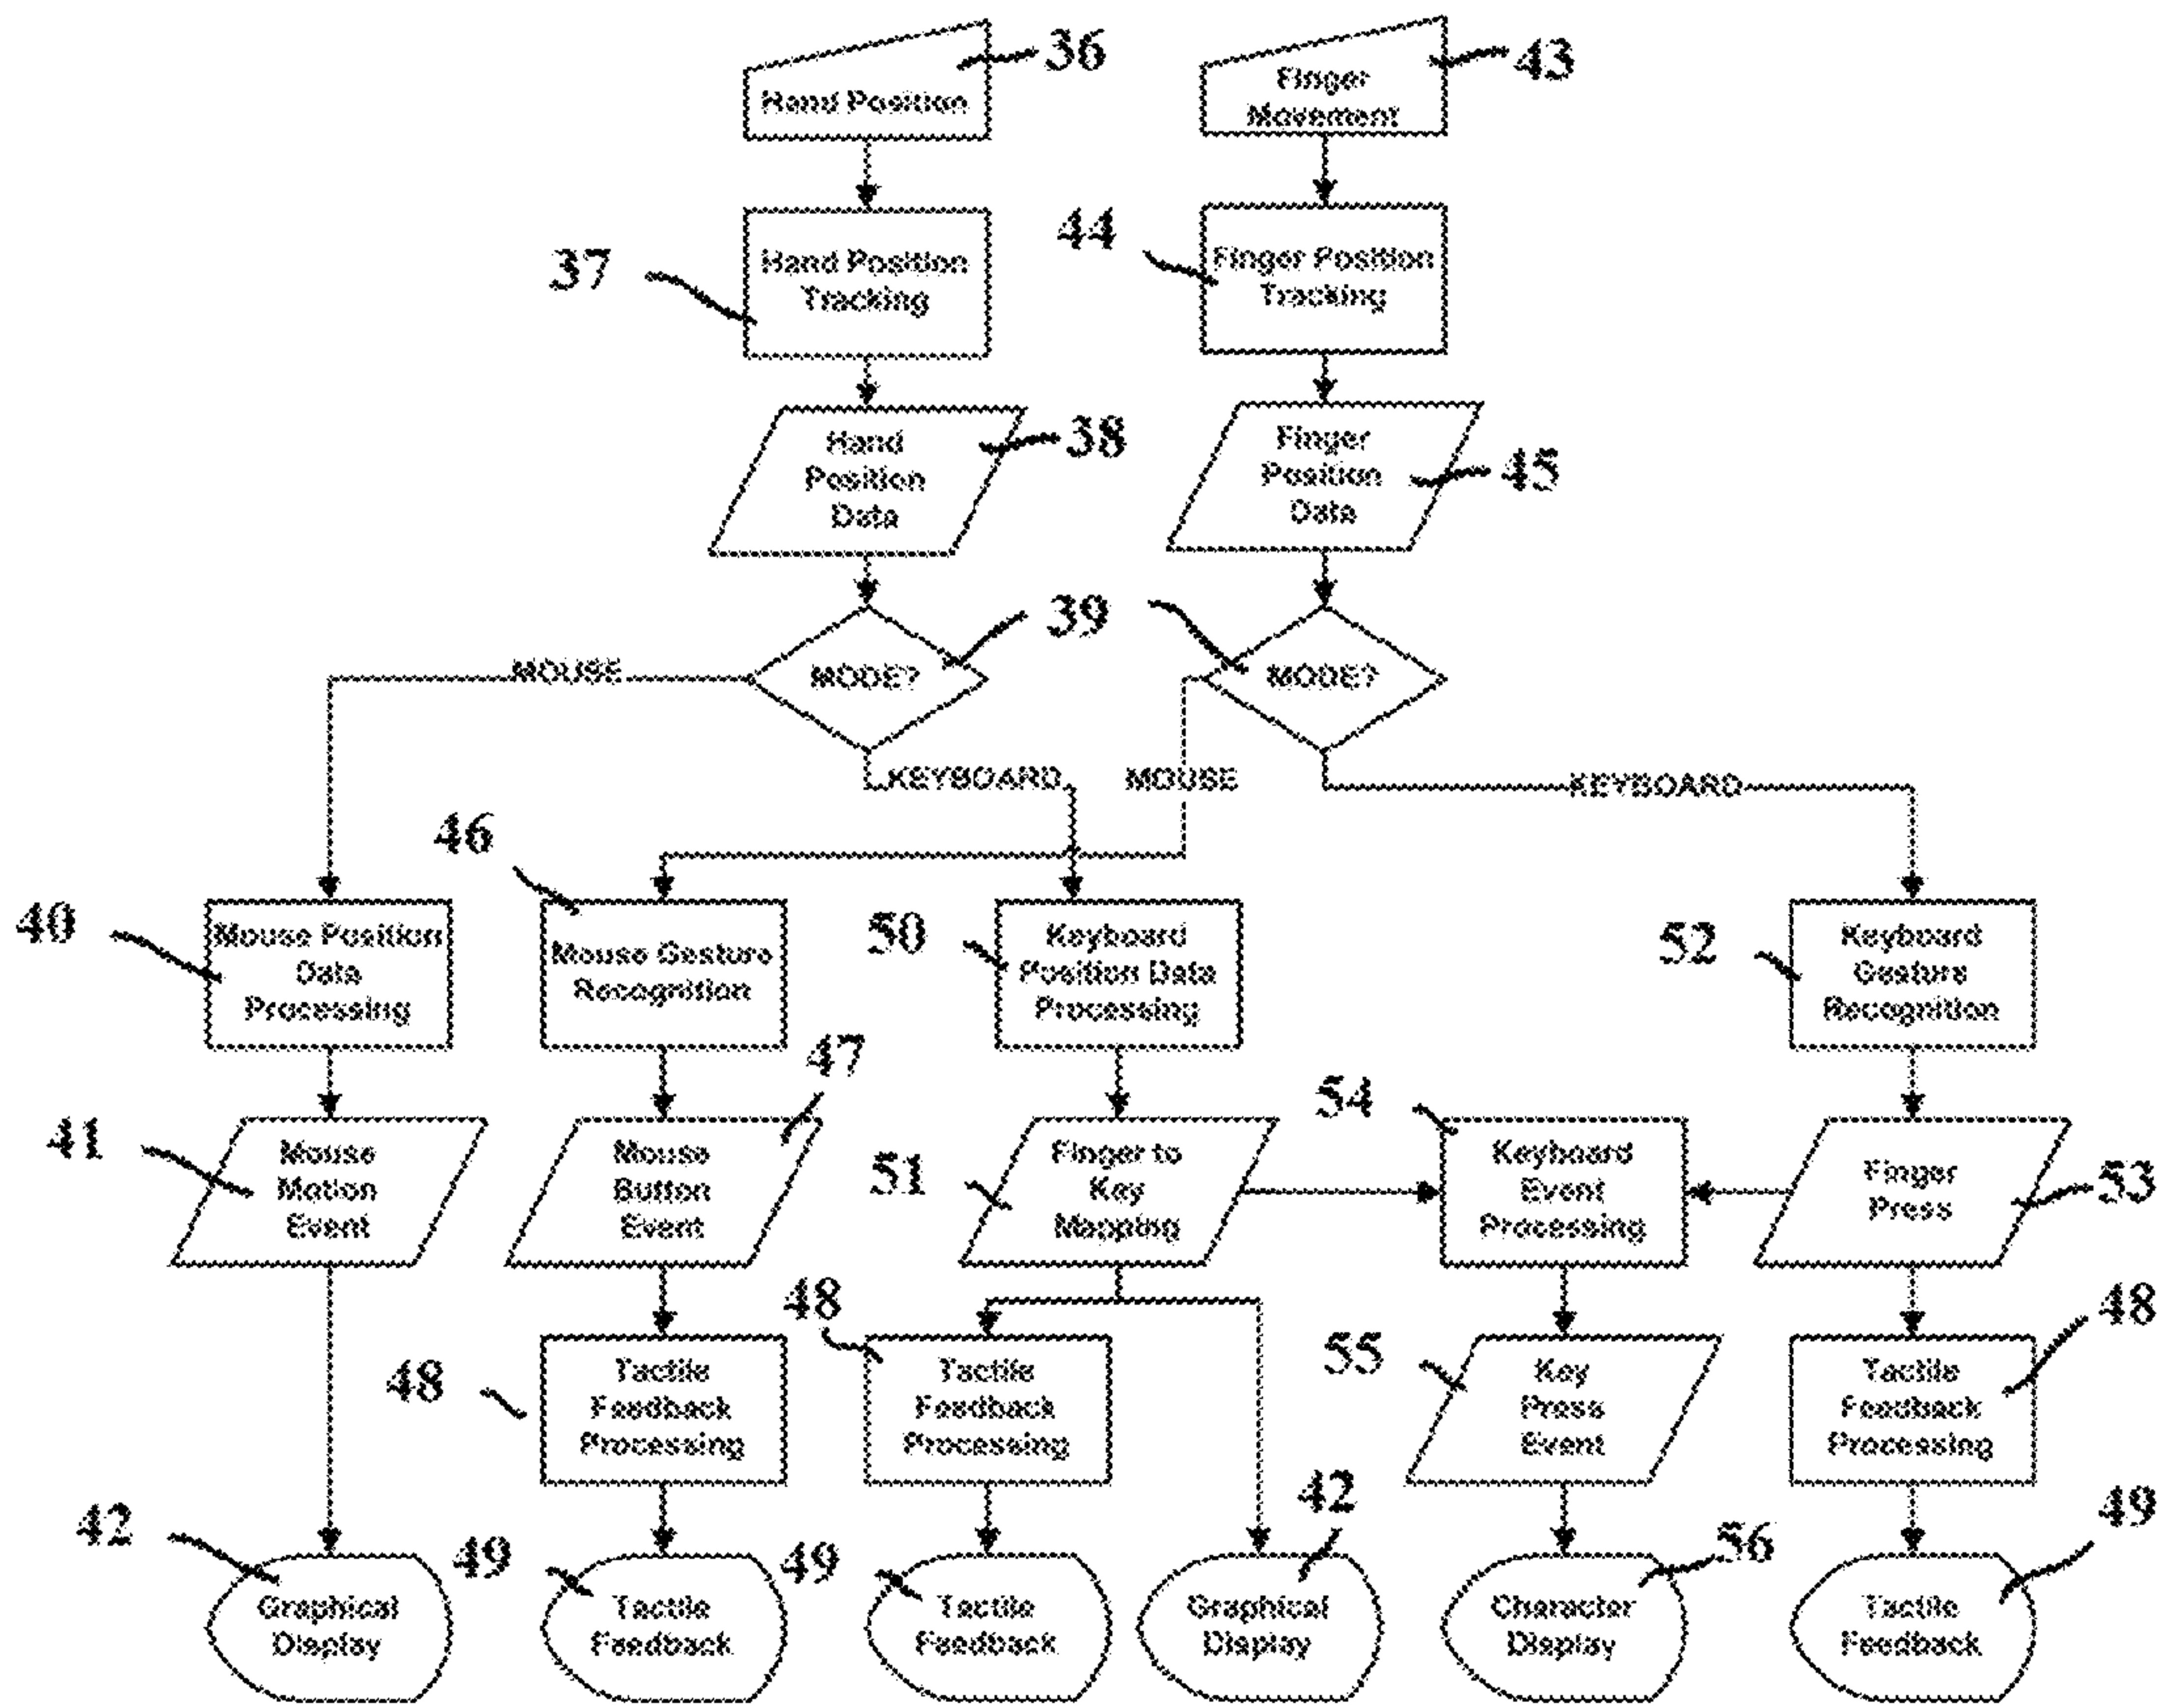 36
43
Hand Position
Finger
Movement
37
Hand Position
Tracking
44
Finger Position
Tracking
Hand
Position
Data
38
Finger
Position
Data
45
39
MOUSE
MODE?
MODE?
KEYBOARD
MOUSE
KEYBOARD
46
40
Mouse Position
Data
Processing
Mouse Gesture
Recognition
50
Keyboard
Position Data
Processing
52
Keyboard
Gesture
Recognition
47
54
41
Mouse
Motion
Event
Mouse
Button
Event
51
Finger to
Key
Mapping
Keyboard
Event
Processing
Finger
Press
53
48
48
48
Tactile
Feedback
Processing
Tactile
Feedback
Processing
55
Key
Press
Event
Tactile
Feedback
Processing
42
49
49
42
56
49
Graphical
Display
Tactile
Feedback
Tactile
Feedback
Graphical
Display
Character
Display
Tactile
Feedback